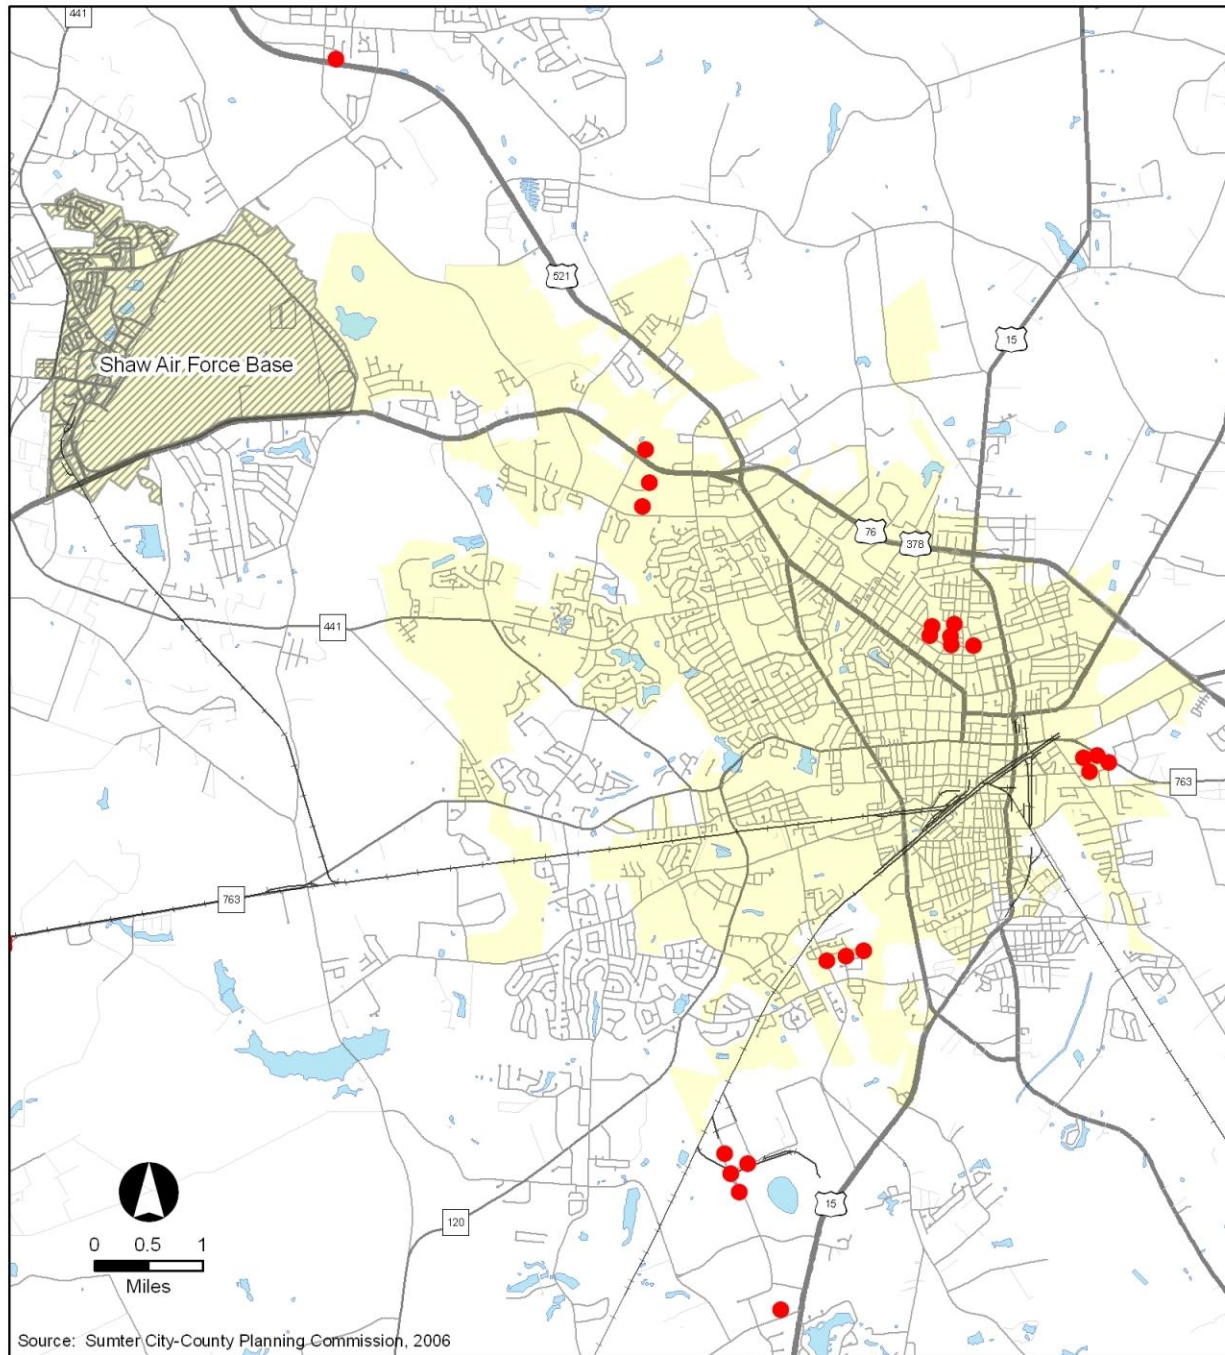 441
521
15
Shaw Air Force Base
76
378
441
763
763
15
120
0 0.5 1
Miles
Source: Sumter City-County Planning Commission, 2006